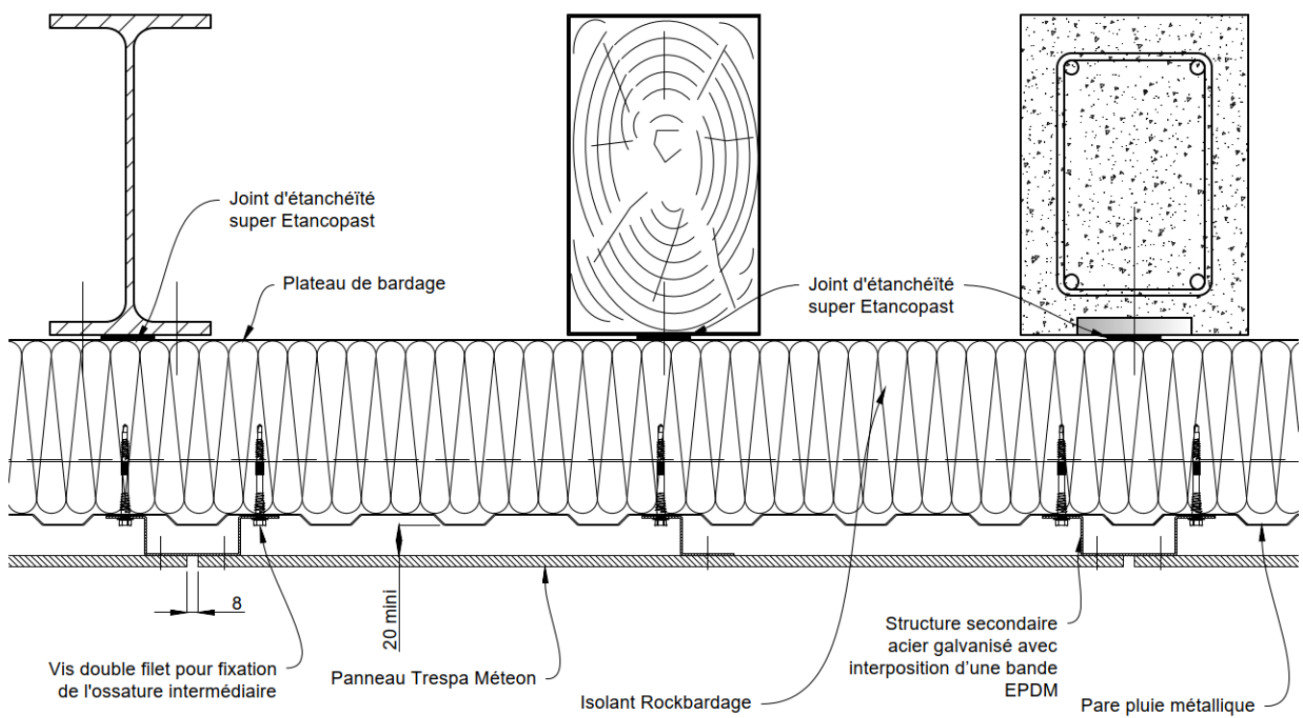 Joint d'étanchéïté
super Etancopast
Plateau de bardage
Joint d'étanchéïté
super Etancopast
8
20 mini
Vis double filet pour fixation
de l'ossature intermédiaire
Panneau Trespa Méteon
Isolant Rockbardage
Structure secondaire
acier galvanisé avec
interposition d'une bande
EPDM
Pare pluie métallique